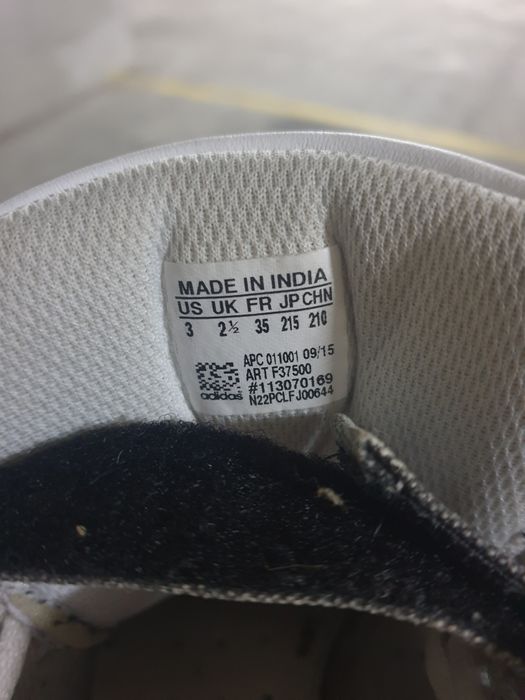 MADE IN INDIA
US UK FR JP CHN
3 2½ 35 215 210
APC 011001 09/15
ART F37500
#113070169
adidas N22PCLFJ00644